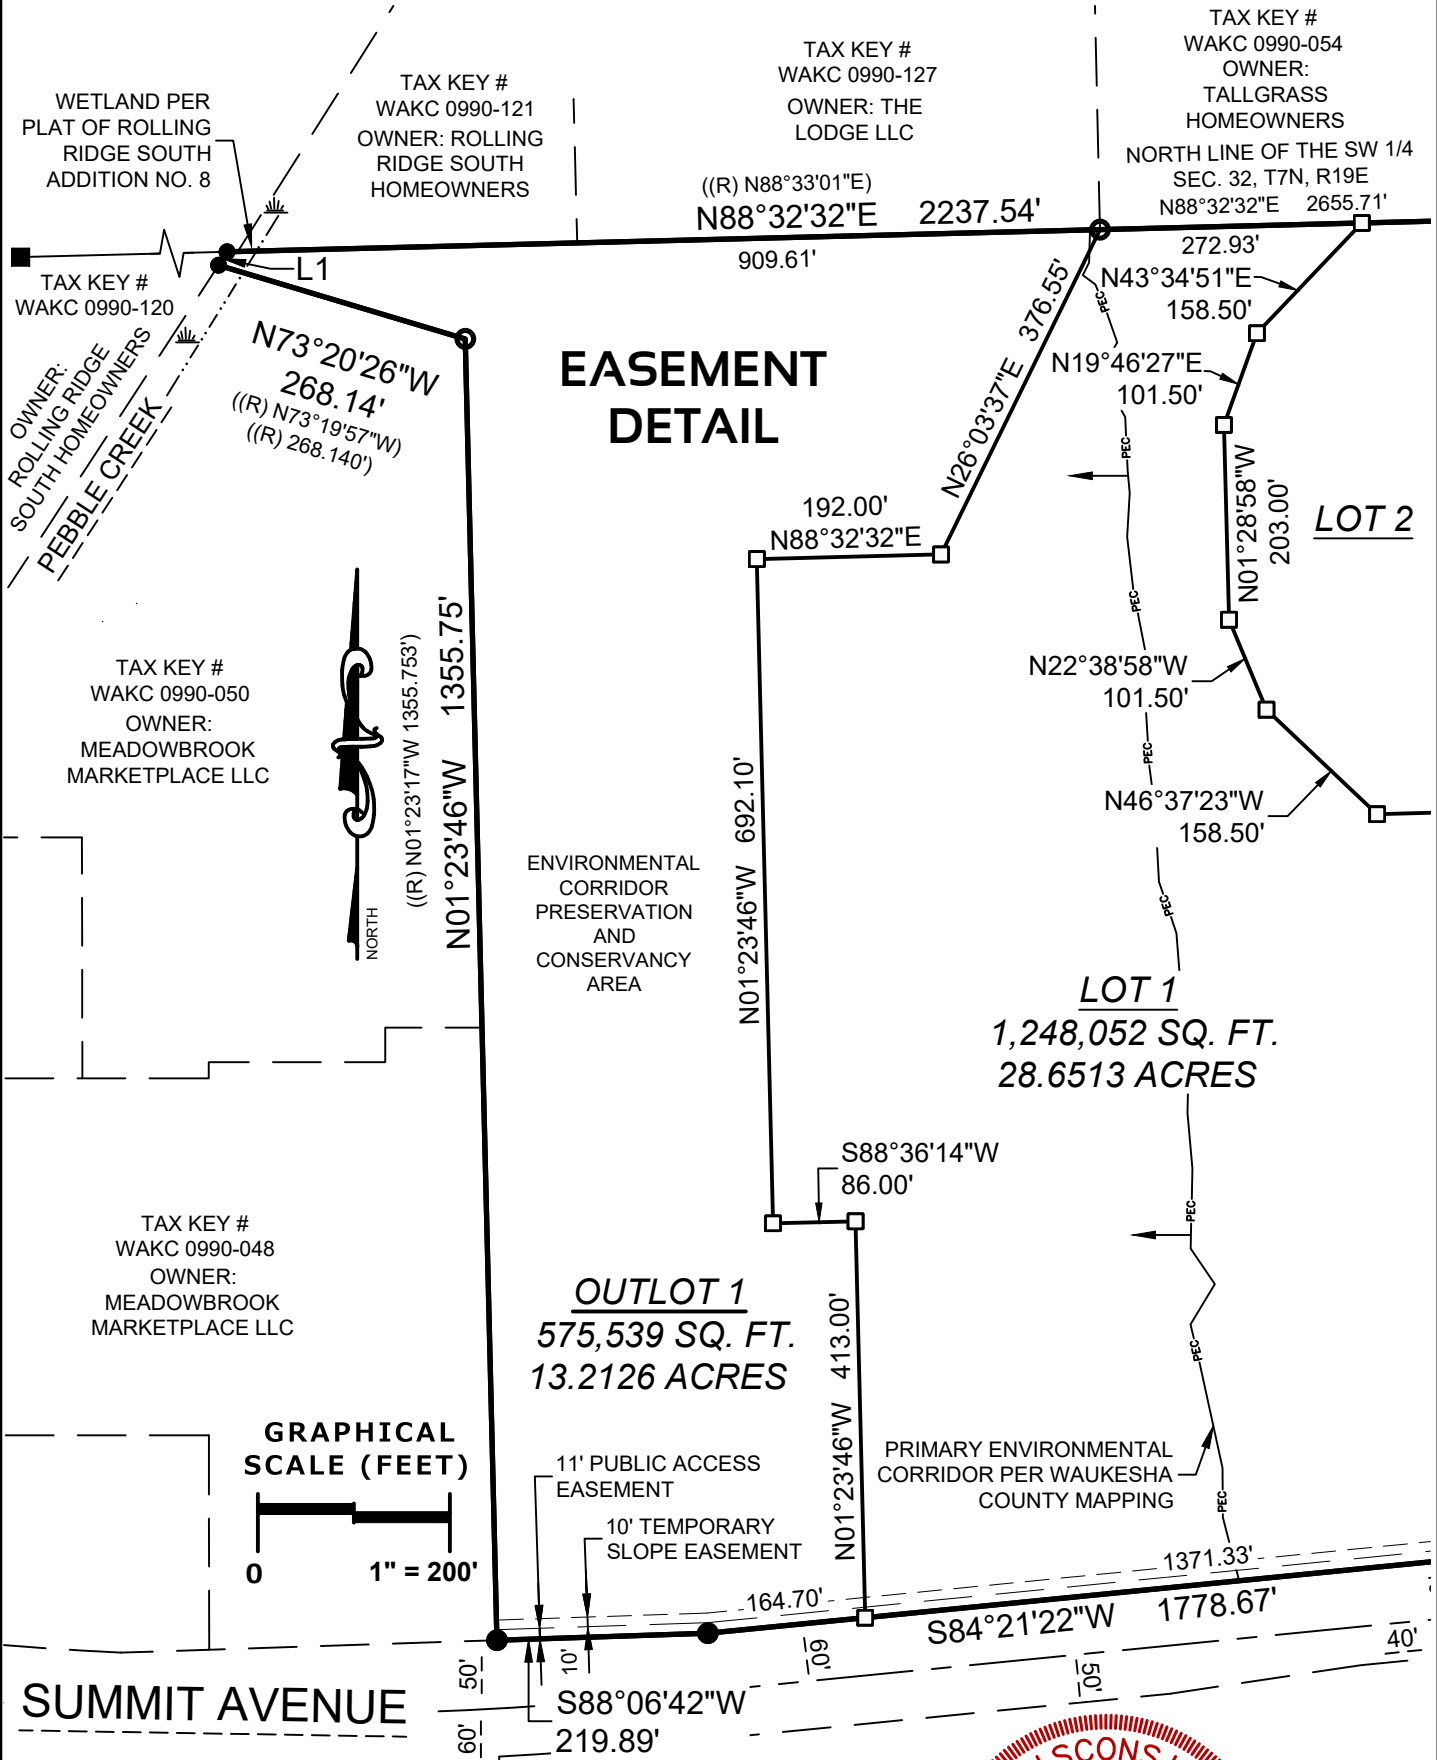 WETLAND PER
PLAT OF ROLLING
RIDGE SOUTH
ADDITION NO. 8
TAX KEY #
WAKC 0990-121
OWNER: ROLLING
RIDGE SOUTH
HOMEOWNERS
TAX KEY #
WAKC 0990-127
OWNER: THE
LODGE LLC
TAX KEY #
WAKC 0990-054
OWNER:
TALLGRASS
HOMEOWNERS
NORTH LINE OF THE SW 1/4
SEC. 32, T7N, R19E
N88°32'32"E 2655.71'
((R) N88°33'01"E)
N88°32'32"E 2237.54'
909.61'
272.93'
L1
TAX KEY #
WAKC 0990-120
OWNER:
ROLLING RIDGE
SOUTH HOMEOWNERS
PEBBLE CREEK
N73°20'26"W
268.14'
((R) N73°19'57"W)
((R) 268.140')
EASEMENT
DETAIL
N26°03'37"E 376.55'
N43°34'51"E
158.50'
N19°46'27"E
101.50'
PEC
PEC
192.00'
N88°32'32"E
N01°28'58"W
203.00'
LOT 2
PEC
N22°38'58"W
101.50'
PEC
N46°37'23"W
158.50'
PEC
TAX KEY #
WAKC 0990-050
OWNER:
MEADOWBROOK
MARKETPLACE LLC
NORTH
((R) N01°23'17"W 1355.753')
N01°23'46"W 1355.75'
N01°23'46"W 692.10'
ENVIRONMENTAL
CORRIDOR
PRESERVATION
AND
CONSERVANCY
AREA
LOT 1
1,248,052 SQ. FT.
28.6513 ACRES
S88°36'14"W
86.00'
PEC
TAX KEY #
WAKC 0990-048
OWNER:
MEADOWBROOK
MARKETPLACE LLC
OUTLOT 1
575,539 SQ. FT.
13.2126 ACRES
N01°23'46"W 413.00'
PEC
GRAPHICAL
SCALE (FEET)
0 1" = 200'
11' PUBLIC ACCESS
EASEMENT
10' TEMPORARY
SLOPE EASEMENT
PRIMARY ENVIRONMENTAL
CORRIDOR PER WAUKESHA
COUNTY MAPPING
PEC
164.70'
1371.33'
S84°21'22"W 1778.67'
50'
60'
10'
60'
50'
40'
S88°06'42"W
219.89'
SUMMIT AVENUE
SCONS